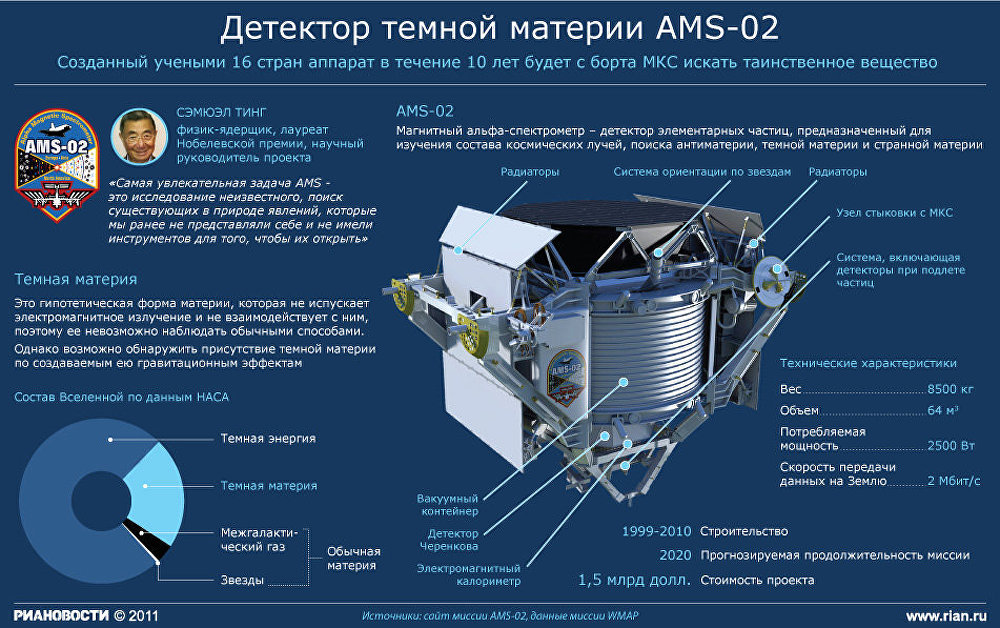 Детектор темной материи AMS-02
Созданный учеными 16 стран аппарат в течение 10 лет будет с борта МКС искать таинственное вещество
Alpha Magnetic Spectrometer
AMS-02
СЭМЮЭЛ ТИНГ
физик-ядерщик, лауреат
Нобелевской премии, научный
руководитель проекта
«Самая увлекательная задача AMS -
это исследование неизвестного, поиск
существующих в природе явлений, которые
мы ранее не представляли себе и не имели
инструментов для того, чтобы их открыть»
Темная материя
Это гипотетическая форма материи, которая не испускает
электромагнитное излучение и не взаимодействует с ним,
поэтому ее невозможно наблюдать обычными способами.
Однако возможно обнаружить присутствие темной материи
по создаваемым ею гравитационным эффектам
Состав Вселенной по данным НАСА
Темная энергия
Темная материя
Межгалакти-
ческий газ
Звезды
Обычная
материя
AMS-02
Магнитный альфа-спектрометр – детектор элементарных частиц, предназначенный для
изучения состава космических лучей, поиска антиматерии, темной материи и странной материи
Радиаторы
Система ориентации по звездам
Радиаторы
Узел стыковки с МКС
Система, включающая
детекторы при подлете
частиц
AMS-02
Вакуумный
контейнер
Детектор
Черенкова
Электромагнитный
калориметр
Технические характеристики
Вес 8500 кг
Объем 64 м³
Потребляемая
мощность 2500 Вт
Скорость передачи
данных на Землю 2 Мбит/с
1999-2010 Строительство
2020 Прогнозируемая продолжительность миссии
1,5 млрд долл. Стоимость проекта
РИАНОВОСТИ © 2011
Источники: сайт миссии AMS-02, данные миссии WMAP
www.rian.ru